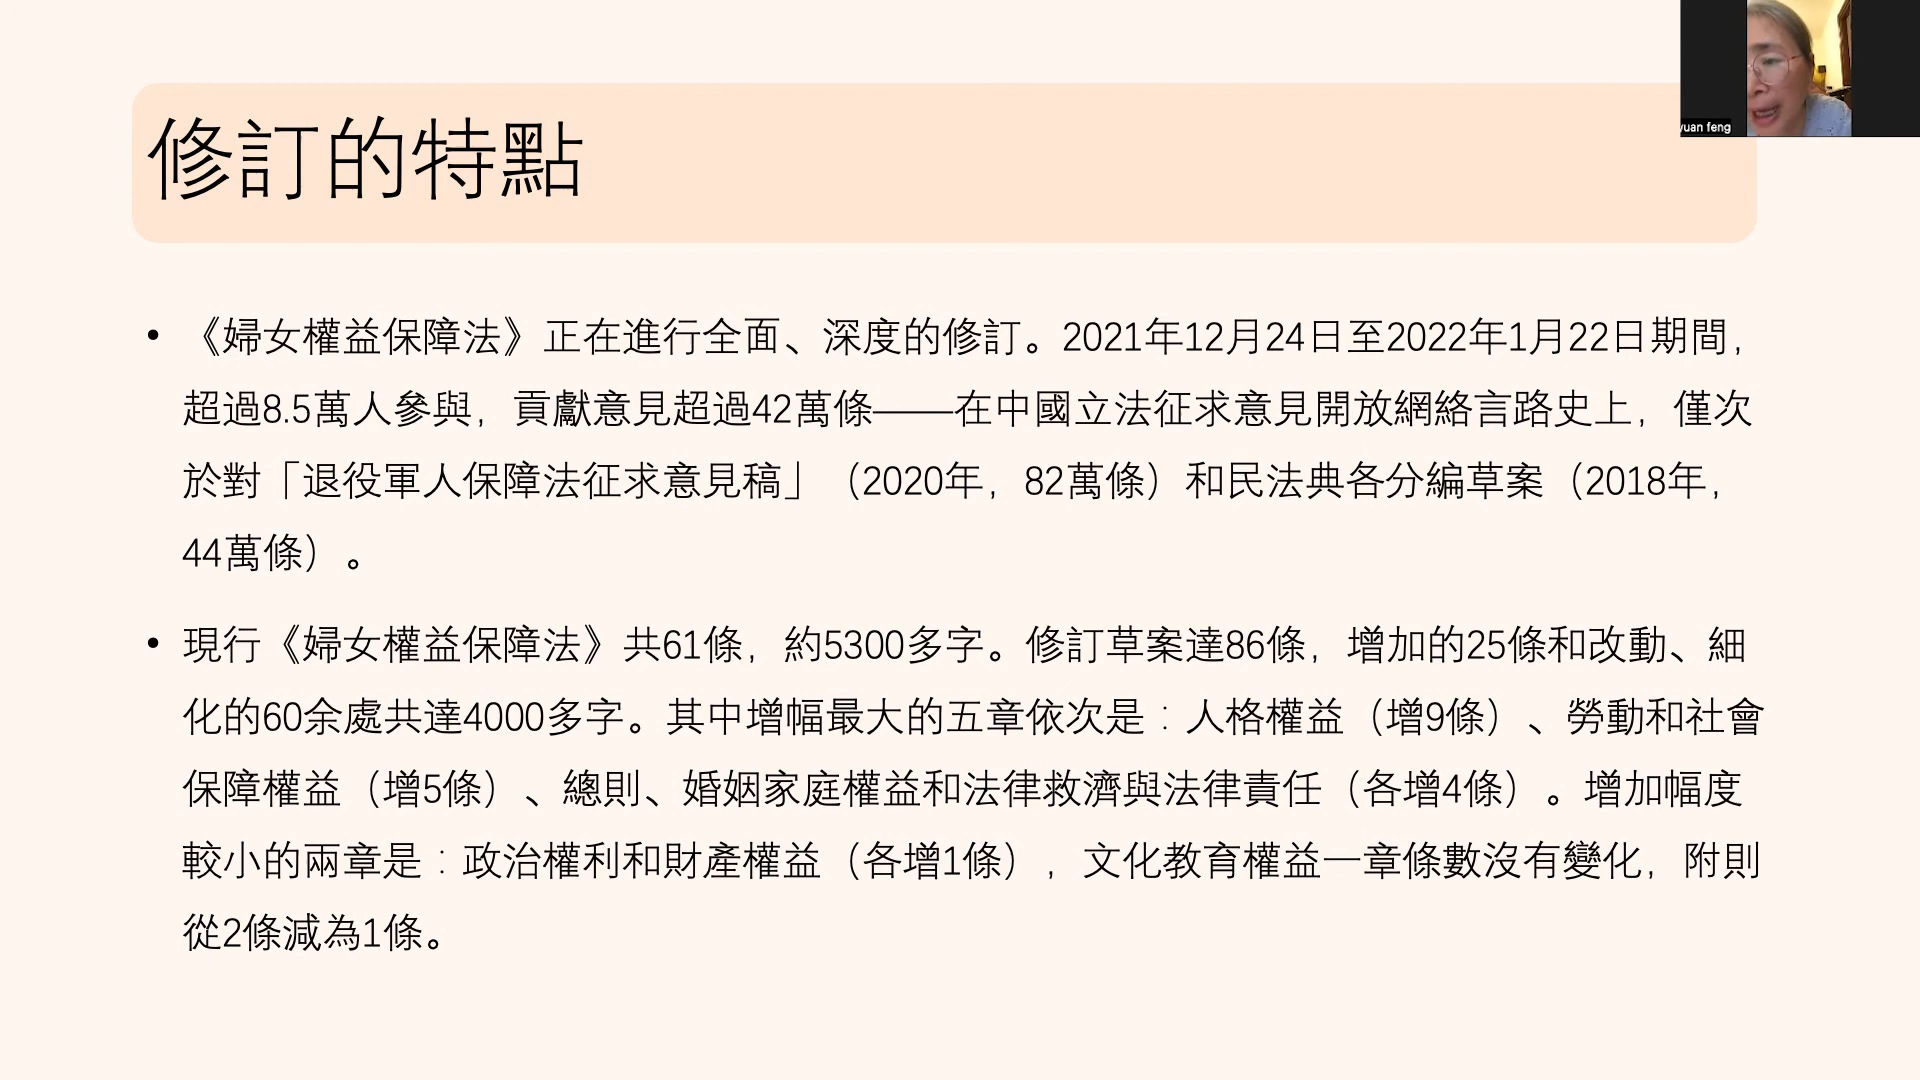 修訂的特點
yuan feng
• 《婦女權益保障法》正在進行全面、深度的修訂。2021年12月24日至2022年1月22日期間，
超過8.5萬人參與，貢獻意見超過42萬條——在中國立法征求意見開放網絡言路史上，僅次
於對「退役軍人保障法征求意見稿」（2020年，82萬條）和民法典各分編草案（2018年，
44萬條）。
• 現行《婦女權益保障法》共61條，約5300多字。修訂草案達86條，增加的25條和改動、細
化的60余處共達4000多字。其中增幅最大的五章依次是：人格權益（增9條）、勞動和社會
保障權益（增5條）、總則、婚姻家庭權益和法律救濟與法律責任（各增4條）。增加幅度
較小的兩章是：政治權利和財產權益（各增1條），文化教育權益一章條數沒有變化，附則
從2條減為1條。